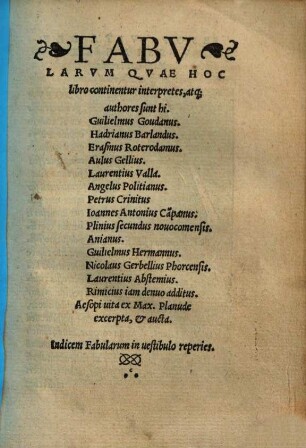 FABV
LARVM QVAE HOC
libro continentur interpretes, atq;
authores sunt hi.
Guilielmus Goudanus.
Hadrianus Barlandus.
Erasmus Roterodamus.
Aulus Gellius.
Laurentius Valla.
Angelus Politianus.
Petrus Crinitus
Ioannes Antonius Cāpanus;
Plinius secundus nouocomensis.
Anianus.
Guilielmus Hermannus.
Nicolaus Gerbellius Phorcensis.
Laurentius Abstemius.
Rimicius iam denuo additus.
Aesopi uita ex Max. Planude
excerpta, & aucta.
Indicem Fabularum in uestibulo reperies.